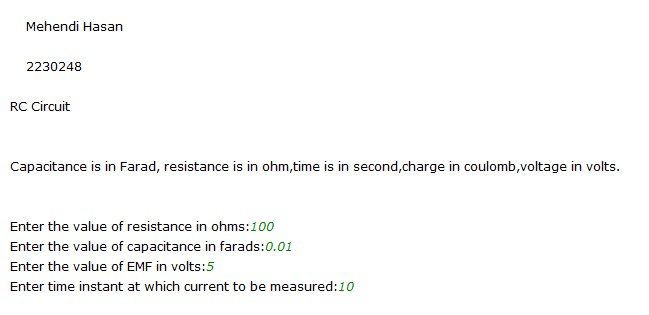 Mehendi Hasan
2230248
RC Circuit
Capacitance is in Farad, resistance is in ohm,time is in second,charge in coulomb,voltage in volts.
Enter the value of resistance in ohms:100
Enter the value of capacitance in farads:0.01
Enter the value of EMF in volts:5
Enter time instant at which current to be measured:10